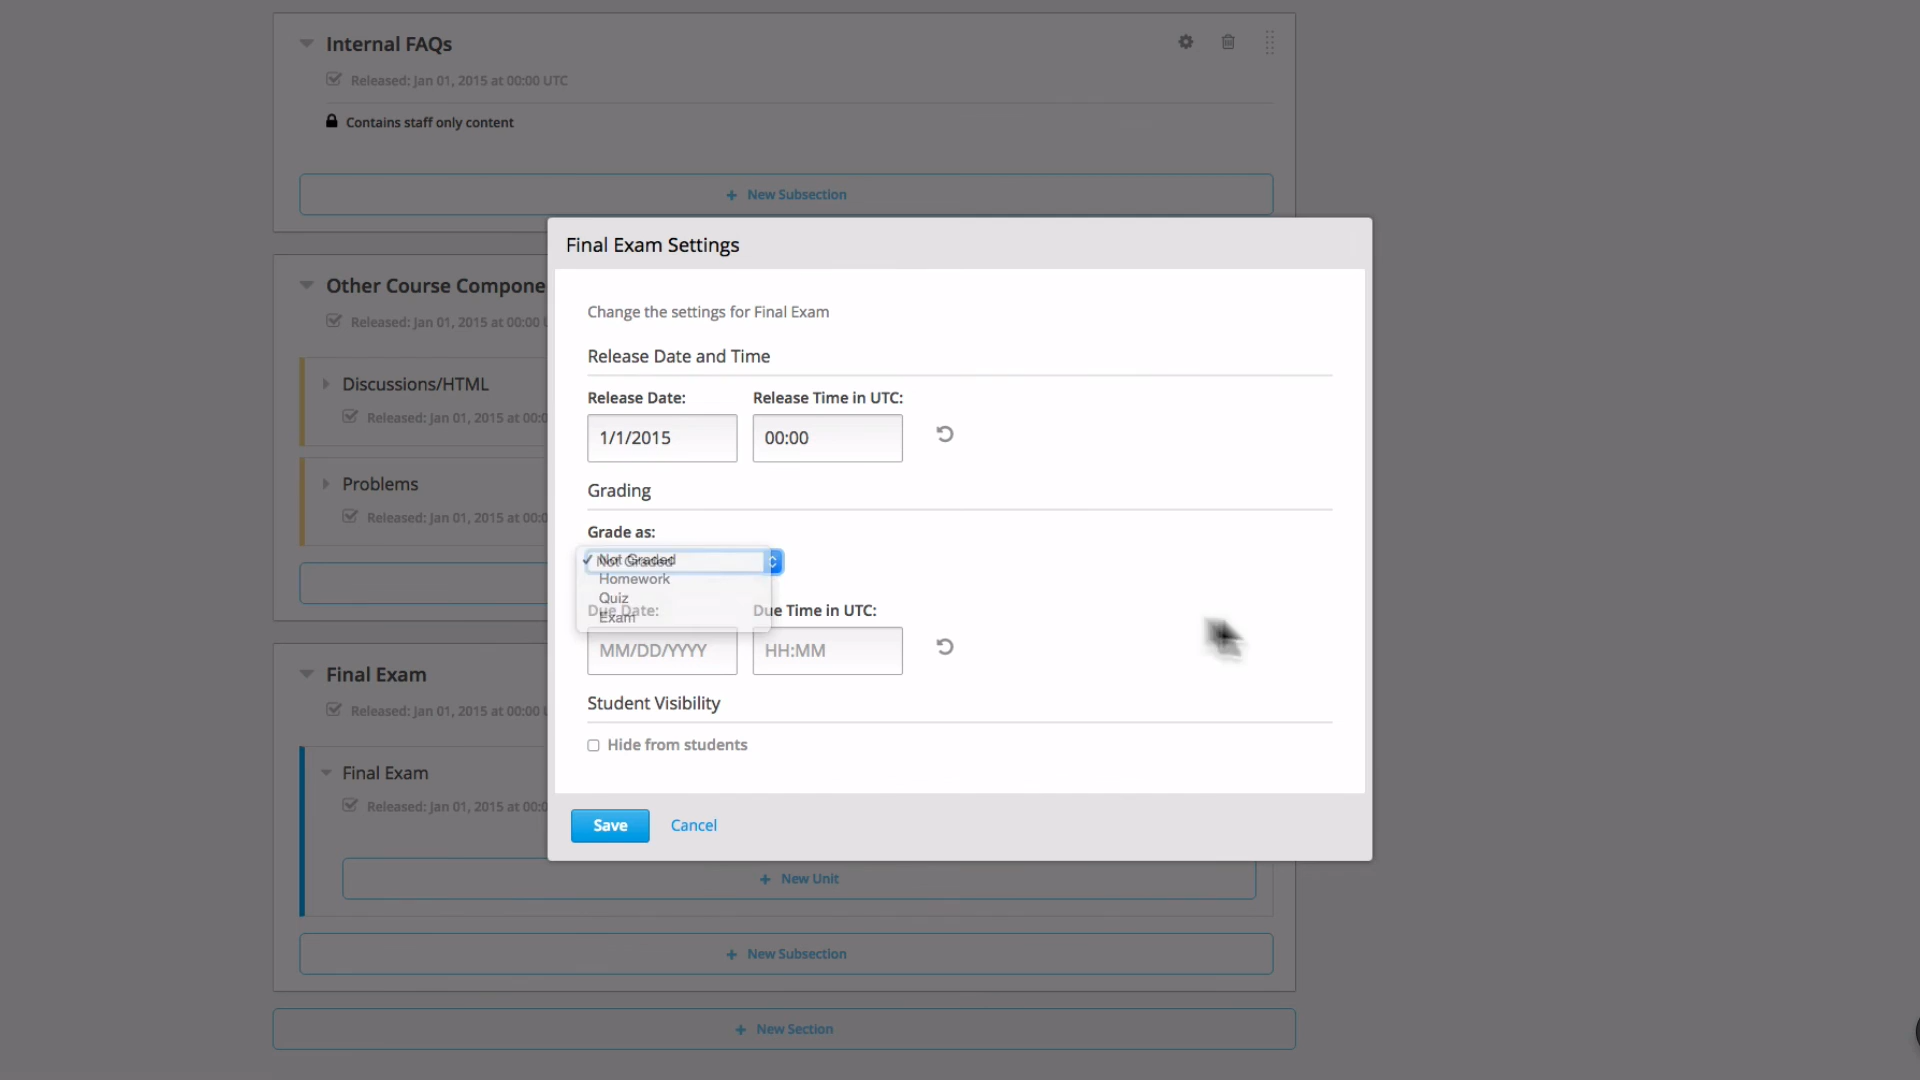 Internal FAQs
Released: Jan 01, 2015 at 00:00 UTC
Contains staff only content
+ New Subsection
Final Exam Settings
Change the settings for Final Exam
Release Date and Time
Release Date: Release Time in UTC:
1/1/2015 00:00
Grading
Grade as:
✓ Not Graded
Homework
Quiz
Exam
Due Date: Due Time in UTC:
MM/DD/YYYY HH:MM
Student Visibility
Hide from students
Save Cancel
Other Course Compone
Released: Jan 01, 2015 at 00:00
Discussions/HTML
Released: Jan 01, 2015 at 00:0
Problems
Released: Jan 01, 2015 at 00:0
Final Exam
Released: Jan 01, 2015 at 00:00
Final Exam
Released: Jan 01, 2015 at 00:0
+ New Unit
+ New Subsection
+ New Section